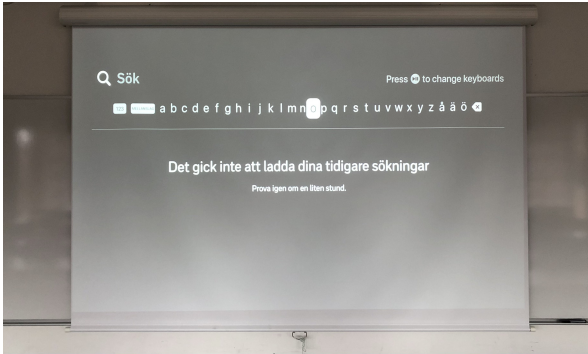 Sök
Press to change keyboards
123 a b c d e f g h i j k l m n o p q r s t u v w x y z å ä ö
Det gick inte att ladda dina tidigare sökningar
Prova igen om en liten stund.